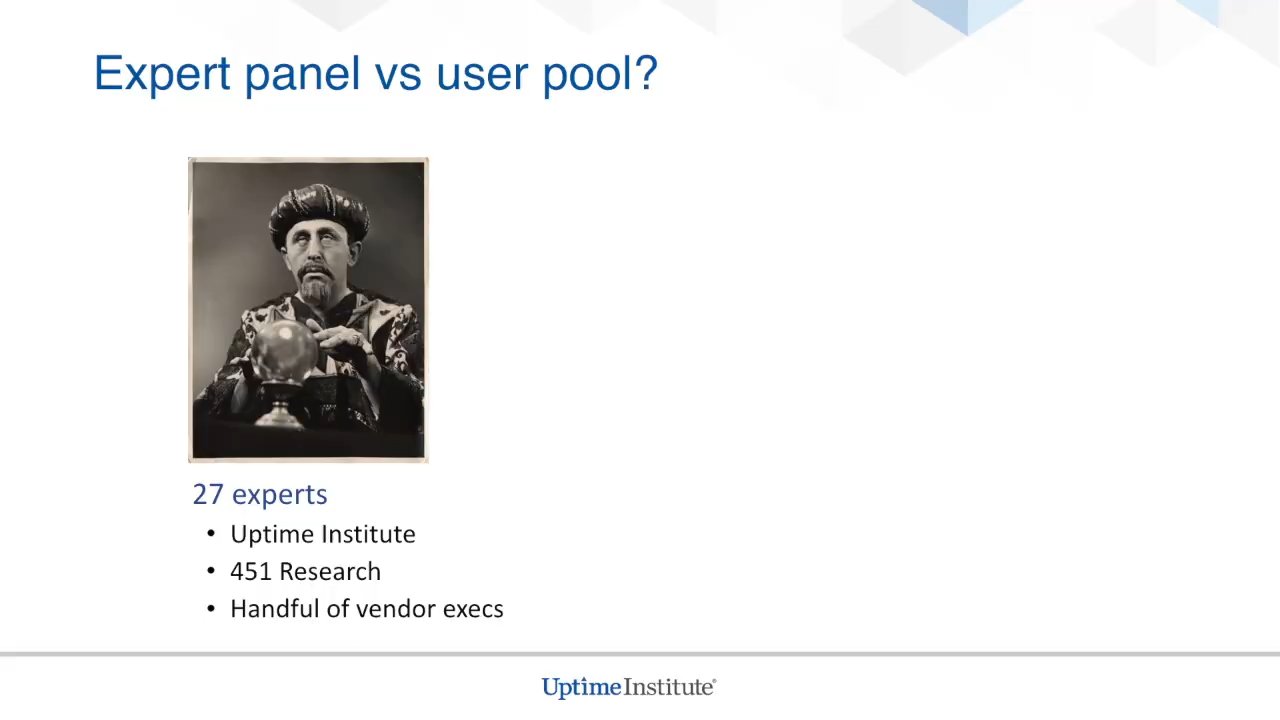 Expert panel vs user pool?
27 experts
• Uptime Institute
• 451 Research
• Handful of vendor execs
UptimeInstitute®